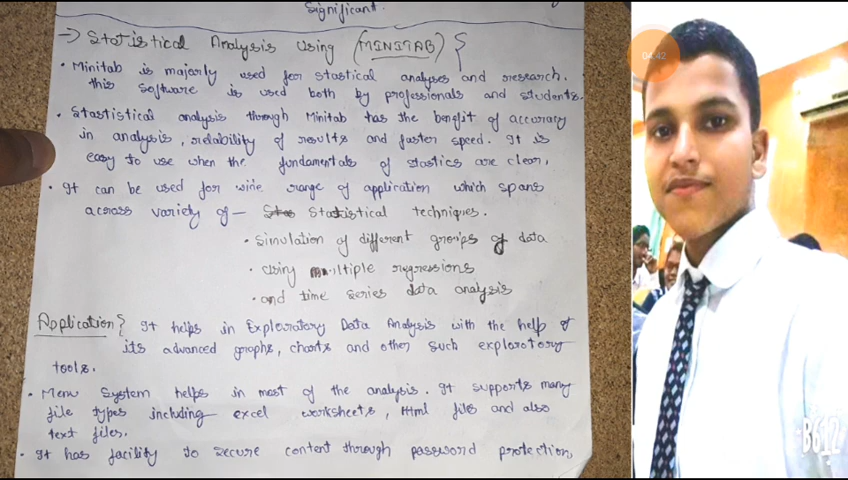 significant.
→ Statistical Analysis Using (MINITAB) }
• Minitab is majorly used for stastical analyses and research.
this software is used both by professionals and students.
• Stastistical analysis through Minitab has the benifit of accuracy
in analysis, reliability of results and faster speed. It is
easy to use when the fundamentals of stastics are clear.
• It can be used for wide range of application which spans
across variety of— Statistical techniques.
• Simulation of different groups of data
• Using multiple regressions
• and time series data analysis
Application } It helps in Exploratory Data Analysis with the help of
its advanced graphs, charts and other such explorotory
tools.
• Menu System helps in most of the analysis. It supports many
file types including excel worksheets, Html files and also
text files.
• It has facility to secure content through password protection
04:42
B612